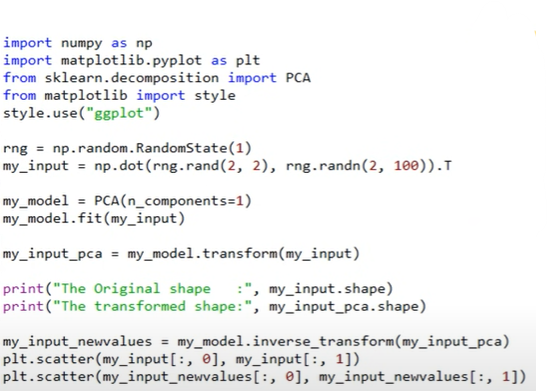 import numpy as np
import matplotlib.pyplot as plt
from sklearn.decomposition import PCA
from matplotlib import style
style.use("ggplot")
rng = np.random.RandomState(1)
my_input = np.dot(rng.rand(2, 2), rng.randn(2, 100)).T
my_model = PCA(n_components=1)
my_model.fit(my_input)
my_input_pca = my_model.transform(my_input)
print("The Original shape   :", my_input.shape)
print("The transformed shape:", my_input_pca.shape)
my_input_newvalues = my_model.inverse_transform(my_input_pca)
plt.scatter(my_input[:, 0], my_input[:, 1])
plt.scatter(my_input_newvalues[:, 0], my_input_newvalues[:, 1])